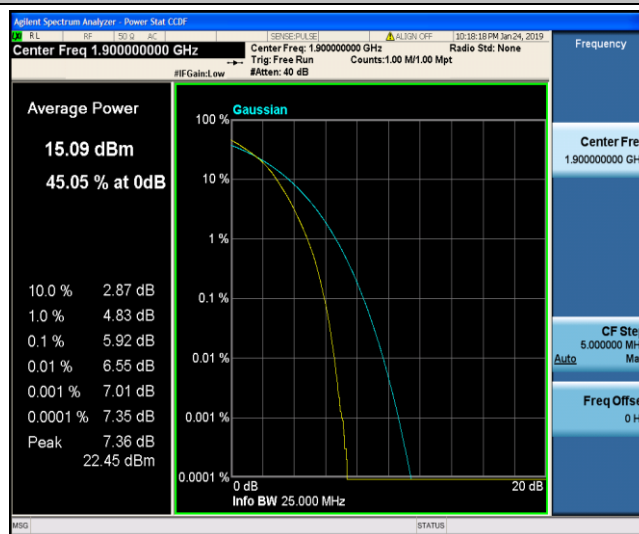 Agilent Spectrum Analyzer - Power Stat CCDF
RL RF 50 Ω AC SENSE:PULSE ALIGN OFF 10:18:18 PM Jan 24, 2019
Center Freq 1.900000000 GHz
Center Freq: 1.900000000 GHz Radio Std: None
Trig: Free Run Counts:1.00 M/1.00 Mpt
#IFGain:Low #Atten: 40 dB
Frequency
Average Power
15.09 dBm
45.05 % at 0dB
10.0 % 2.87 dB
1.0 % 4.83 dB
0.1 % 5.92 dB
0.01 % 6.55 dB
0.001 % 7.01 dB
0.0001 % 7.35 dB
Peak 7.36 dB
22.45 dBm
Gaussian
100 %
10 %
1 %
0.1 %
0.01 %
0.001 %
0.0001 %
0 dB 20 dB
Info BW 25.000 MHz
Center Fre
1.900000000 GH
CF Ste
5.000000 MH
Auto Ma
Freq Offse
0 H
MSG STATUS